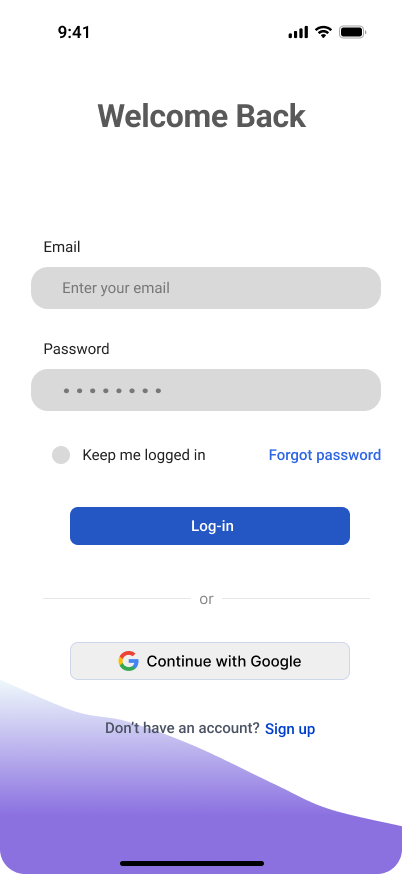 9:41
Welcome Back
Email
Enter your email
Password
Keep me logged in Forgot password
Log-in
or
Continue with Google
Don't have an account? Sign up